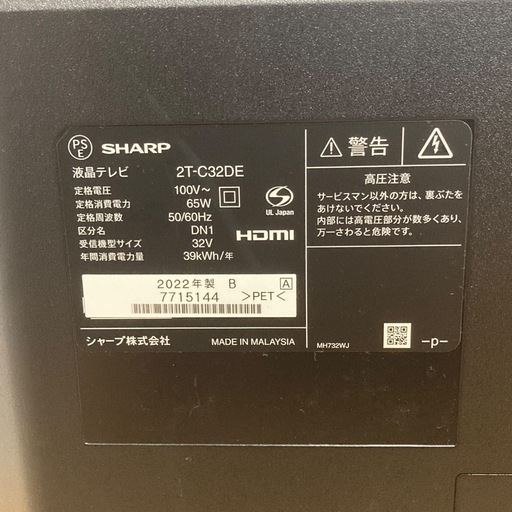 PS
E
SHARP
液晶テレビ 2T-C32DE
定格電圧 100V~
定格消費電力 65W
定格周波数 50/60Hz
区分名 DN1
受信機型サイズ 32V
年間消費電力量 39kWh/年
S
UL Japan
HDMI
2022年製 B A
7715144 >PET<
シャープ株式会社 MADE IN MALAYSIA
警告
高圧注意
サービスマン以外の方は、裏ぶたを
あけないでください。
内部には高電圧部分が数多くあり、
万一さわると危険です。
MH732WJ -p-